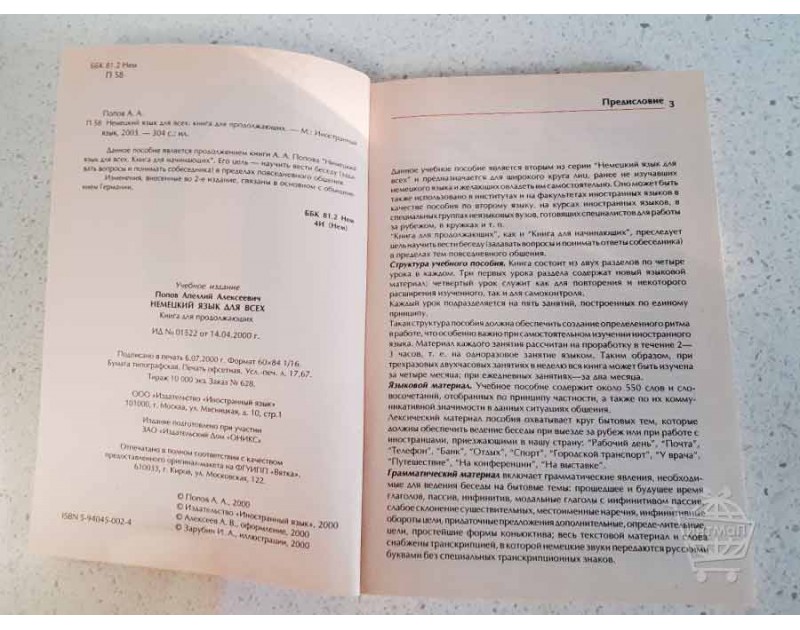 ББК 81.2 Нем
П 58
Попов А. А.
П 58 Немецкий язык для всех: книга для продолжающих. — М.: Иностранный
язык, 2003. — 304 с.: ил.
Данное пособие является продолжением книги А. А. Попова "Немецкий
язык для всех. Книга для начинающих". Его цель — научить вести беседу (зада-
вать вопросы и понимать собеседника) в пределах повседневного общения.
Изменения, внесенные во 2-е издание, связаны в основном с объедине-
нием Германии.
ББК 81.2 Нем
4И (Нем)
Учебное издание
Попов Апеллий Алексеевич
НЕМЕЦКИЙ ЯЗЫК ДЛЯ ВСЕХ
Книга для продолжающих
ИД № 01522 от 14.04.2000 г.
Подписано в печать 6.07.2000 г. Формат 60×84 1/16.
Бумага типографская. Печать офсетная. Усл.-печ. л. 17,67.
Тираж 10 000 экз. Заказ № 628.
ООО «Издательство «Иностранный язык»
101000, г. Москва, ул. Мясницкая, д. 10, стр.1
Издание подготовлено при участии
ЗАО «Издательский Дом «ОНИКС»
Отпечатано в полном соответствии с качеством
предоставленного оригинал-макета на ФГУИПП «Вятка».
610033, г. Киров, ул. Московская, 122.
© Попов А. А., 2000
© Издательство «Иностранный язык», 2000
© Алексеев А. В., оформление, 2000
ISBN 5-94045-002-4
© Зарубин И. А., иллюстрации, 2000
Предисловие 3
Данное учебное пособие является вторым из серии "Немецкий язык для
всех" и предназначается для широкого круга лиц, ранее не изучавших
немецкого языка и желающих овладеть им самостоятельно. Оно может быть
также использовано в институтах и на факультетах иностранных языков в
качестве пособия по второму языку, на курсах иностранных языков, в
специальных группах неязыковых вузов, готовящих специалистов для работы
за рубежом, в кружках и т. п.
"Книга для продолжающих", как и "Книга для начинающих", преследует
цель научить вести беседу (задавать вопросы и понимать ответы собеседника)
в пределах тем повседневного общения.
Структура учебного пособия. Книга состоит из двух разделов по четыре
урока в каждом. Три первых урока раздела содержат новый языковой
материал; четвертый урок служит как для повторения и некоторого
расширения изученного, так и для самоконтроля.
Каждый урок подразделяется на пять занятий, построенных по единому
принципу.
Такая структура пособия должна обеспечить создание определенного ритма
в работе, что особенно важно при самостоятельном изучении иностранного
языка. Материал каждого занятия рассчитан на проработку в течение 2—
3 часов, т. е. на одноразовое занятие языком. Таким образом, при
трехразовых двухчасовых занятиях в неделю вся книга может быть изучена
за четыре месяца; при ежедневных занятиях—за два месяца.
Языковой материал. Учебное пособие содержит около 550 слов и сло-
восочетаний, отобранных по принципу частности, а также по их комму-
никативной значимости в данных ситуациях общения.
Лексический материал пособия охватывает круг бытовых тем, которые
должны обеспечить ведение беседы при выезде за рубеж или при работе с
иностранцами, приезжающими в нашу страну: "Рабочий день", "Почта",
"Телефон", "Банк", "Отдых", "Спорт", "Городской транспорт", "У врача",
"Путешествие", "На конференции", "На выставке".
Грамматический материал включает грамматические явления, необходи-
мые для ведения беседы на бытовые темы: прошедшее и будущее время
глаголов, пассив, инфинитив, модальные глаголы с инфинитивом пассив
слабое склонение существительных, местоименные наречия, инфинитивные
обороты цели, придаточные предложения дополнительные, определительные,
цели, простейшие формы конъюктива; весь текстовой материал и слова
снабжены транскрипцией, в которой немецкие звуки передаются русскими
буквами без специальных транскрипционных знаков.